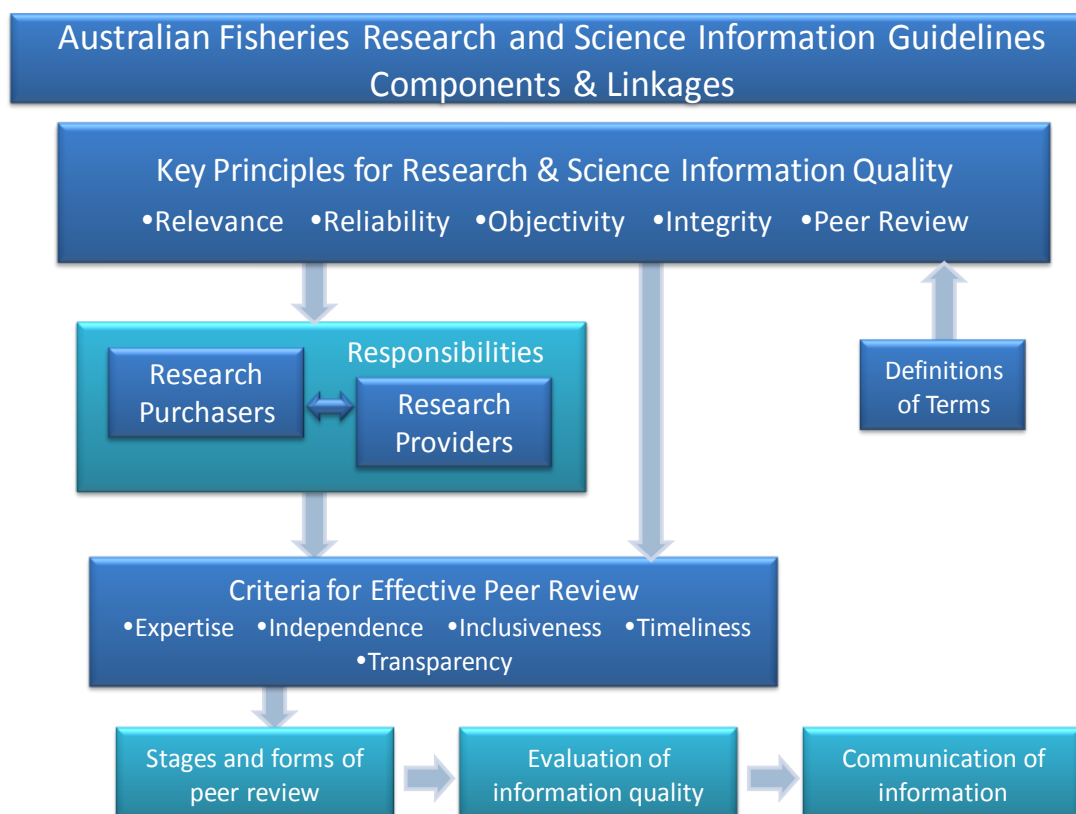 Australian Fisheries Research and Science Information Guidelines
Components & Linkages
Key Principles for Research & Science Information Quality
•Relevance •Reliability •Objectivity •Integrity •Peer Review
Responsibilities
Research
Purchasers
Research
Providers
Definitions
of Terms
Criteria for Effective Peer Review
•Expertise •Independence •Inclusiveness •Timeliness
•Transparency
Stages and forms of
peer review
Evaluation of
information quality
Communication of
information